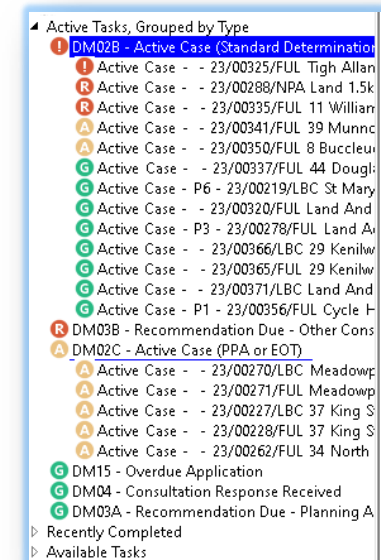 Active Tasks, Grouped by Type
! DM02B - Active Case (Standard Determination
! Active Case - - 23/00325/FUL Tigh Allan
R Active Case - - 23/00288/NPA Land 1.5k
R Active Case - - 23/00335/FUL 11 William
A Active Case - - 23/00341/FUL 39 Munno
A Active Case - - 23/00350/FUL 8 Buccleu
G Active Case - - 23/00337/FUL 44 Dougl
G Active Case - P6 - 23/00219/LBC St Mary
G Active Case - - 23/00320/FUL Land And
G Active Case - P3 - 23/00278/FUL Land A
G Active Case - - 23/00366/LBC 29 Kenilw
G Active Case - - 23/00365/FUL 29 Kenilw
G Active Case - - 23/00371/LBC Land And
G Active Case - P1 - 23/00356/FUL Cycle H
R DM03B - Recommendation Due - Other Cons
A DM02C - Active Case (PPA or EOT)
A Active Case - - 23/00270/LBC Meadowp
A Active Case - - 23/00271/FUL Meadowp
A Active Case - - 23/00227/LBC 37 King S
A Active Case - - 23/00228/FUL 37 King S
A Active Case - - 23/00262/FUL 34 North
G DM15 - Overdue Application
G DM04 - Consultation Response Received
G DM03A - Recommendation Due - Planning A
Recently Completed
Available Tasks